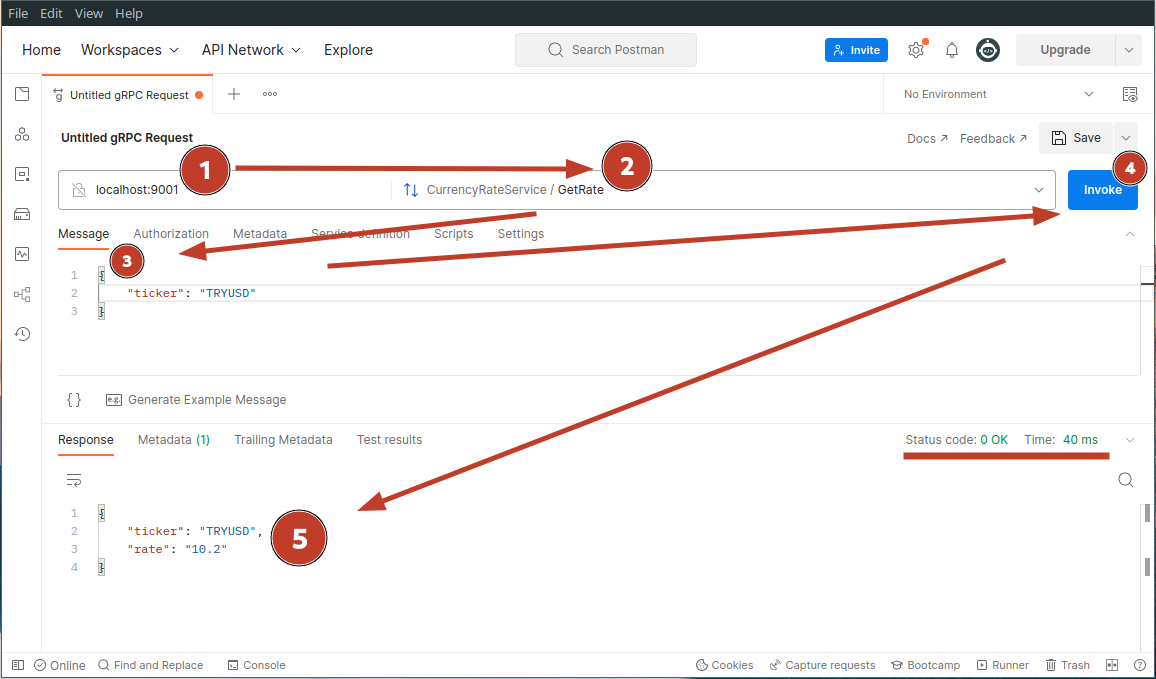 File Edit View Help
Home Workspaces API Network Explore Search Postman Invite Upgrade
Untitled gRPC Request No Environment
Untitled gRPC Request Docs Feedback Save
1 2 4
localhost:9001 CurrencyRateService / GetRate Invoke
Message Authorization Metadata Service definition Scripts Settings
3
1 {
2 "ticker": "TRYUSD"
3 }
{} e.g. Generate Example Message
Response Metadata (1) Trailing Metadata Test results Status code: 0 OK Time: 40 ms
1 {
2 "ticker": "TRYUSD",
3 "rate": "10.2"
4 }
5
Online Find and Replace Console Cookies Capture requests Bootcamp Runner Trash